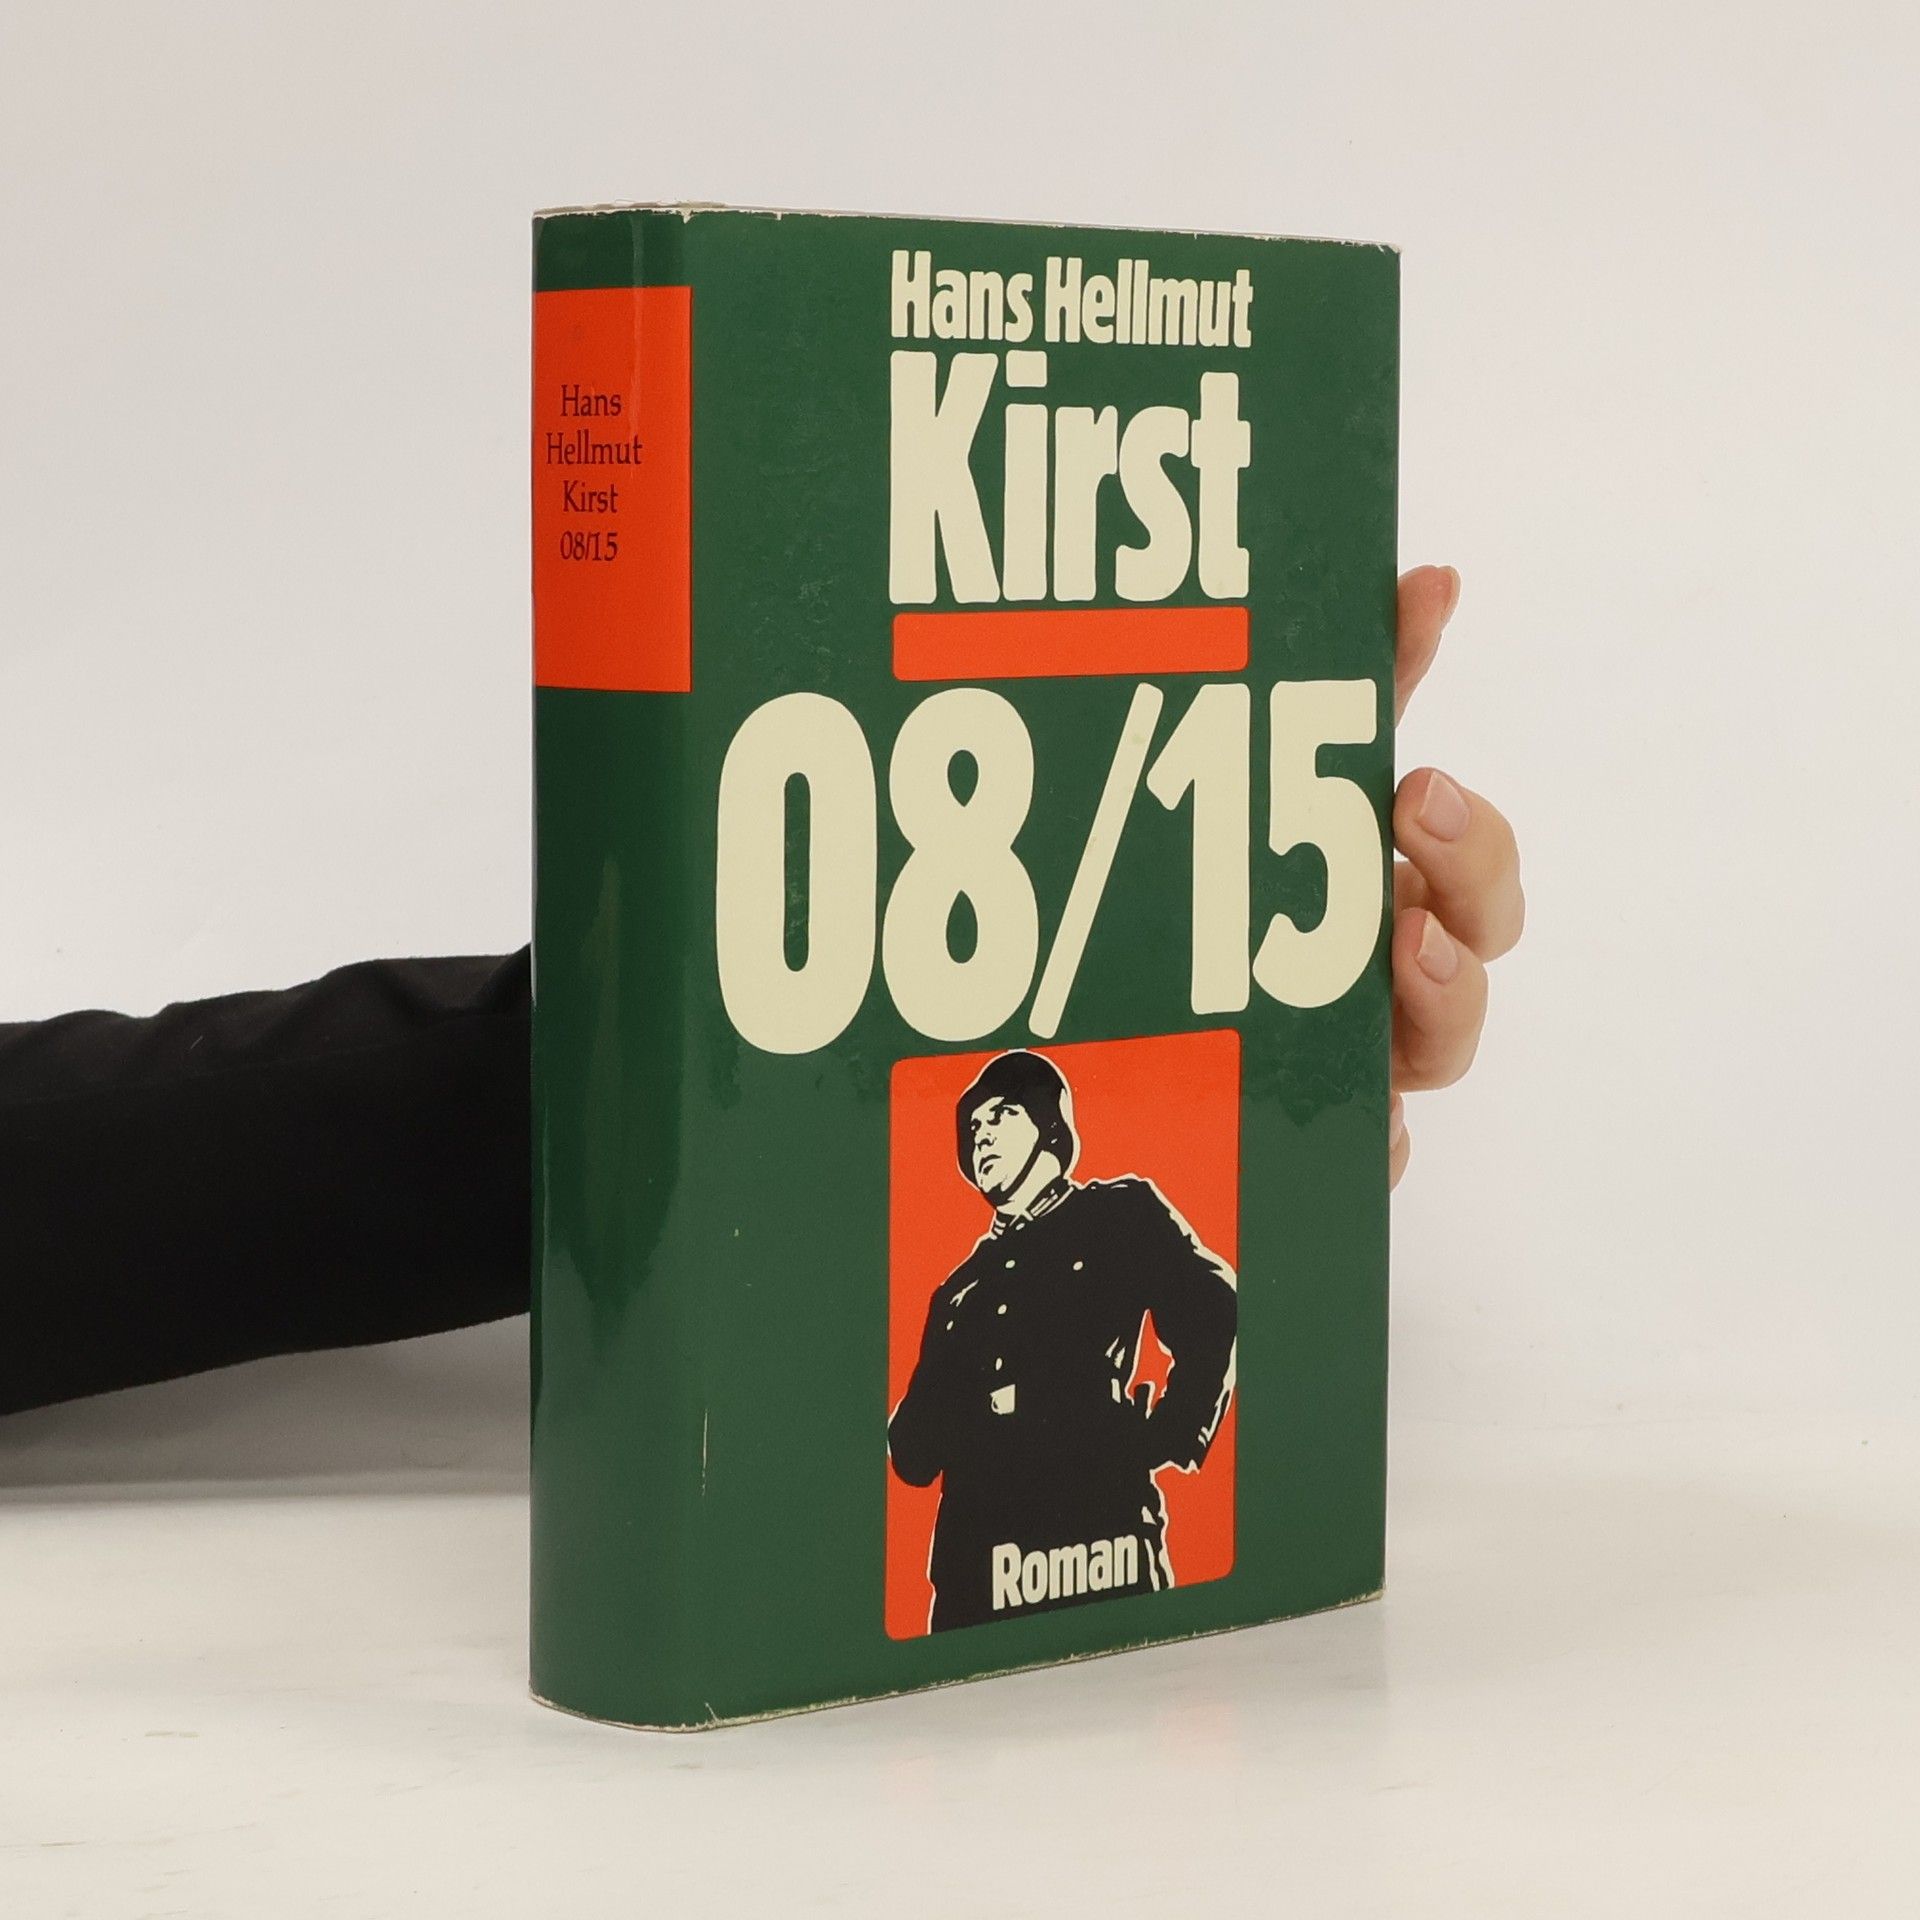 Hans
Hellmut
Kirst
08/15
Hans Hellmut
Kirst
08/15
Roman